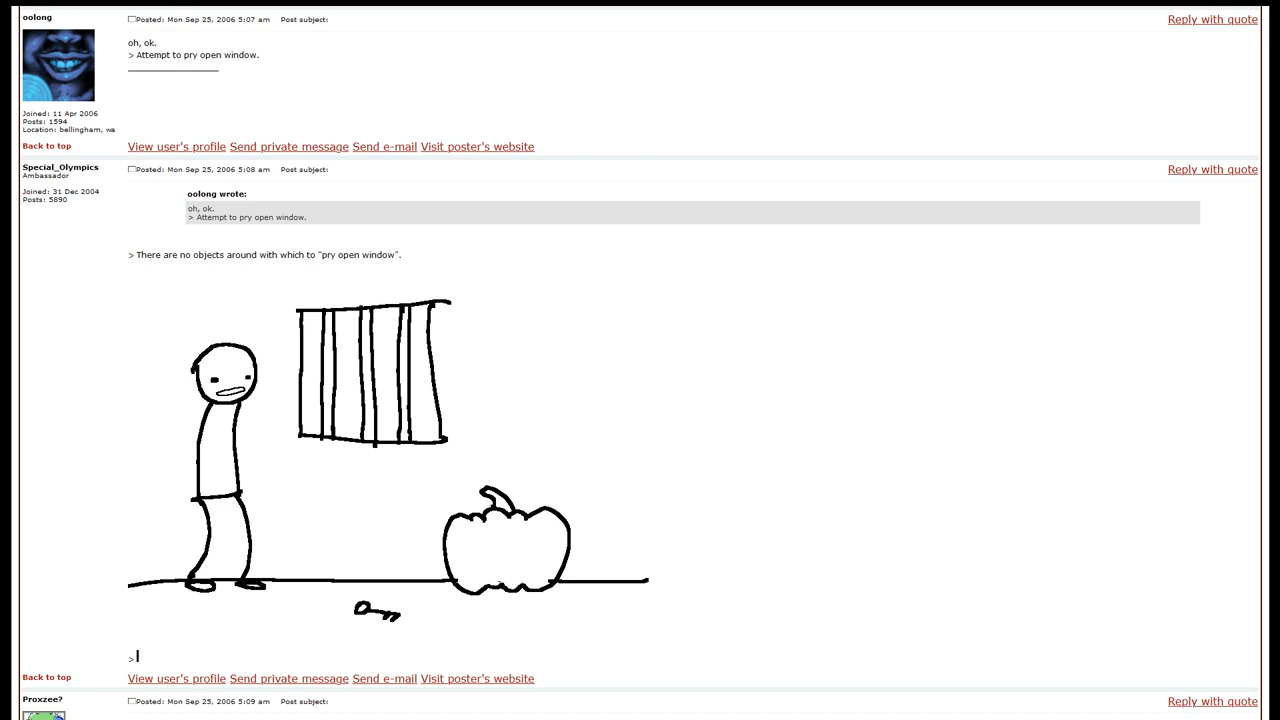 oolong
Posted: Mon Sep 25, 2006 5:07 am Post subject:
Reply with quote
oh, ok.
> Attempt to pry open window.
Joined: 11 Apr 2006
Posts: 1594
Location: bellingham, wa
Back to top
View user's profile Send private message Send e-mail Visit poster's website
Special_Olympics
Ambassador
Joined: 31 Dec 2004
Posts: 5890
Posted: Mon Sep 25, 2006 5:08 am Post subject:
Reply with quote
oolong wrote:
oh, ok.
> Attempt to pry open window.
> There are no objects around with which to "pry open window".
>
Back to top
View user's profile Send private message Send e-mail Visit poster's website
Proxzee?
Posted: Mon Sep 25, 2006 5:09 am Post subject:
Reply with quote